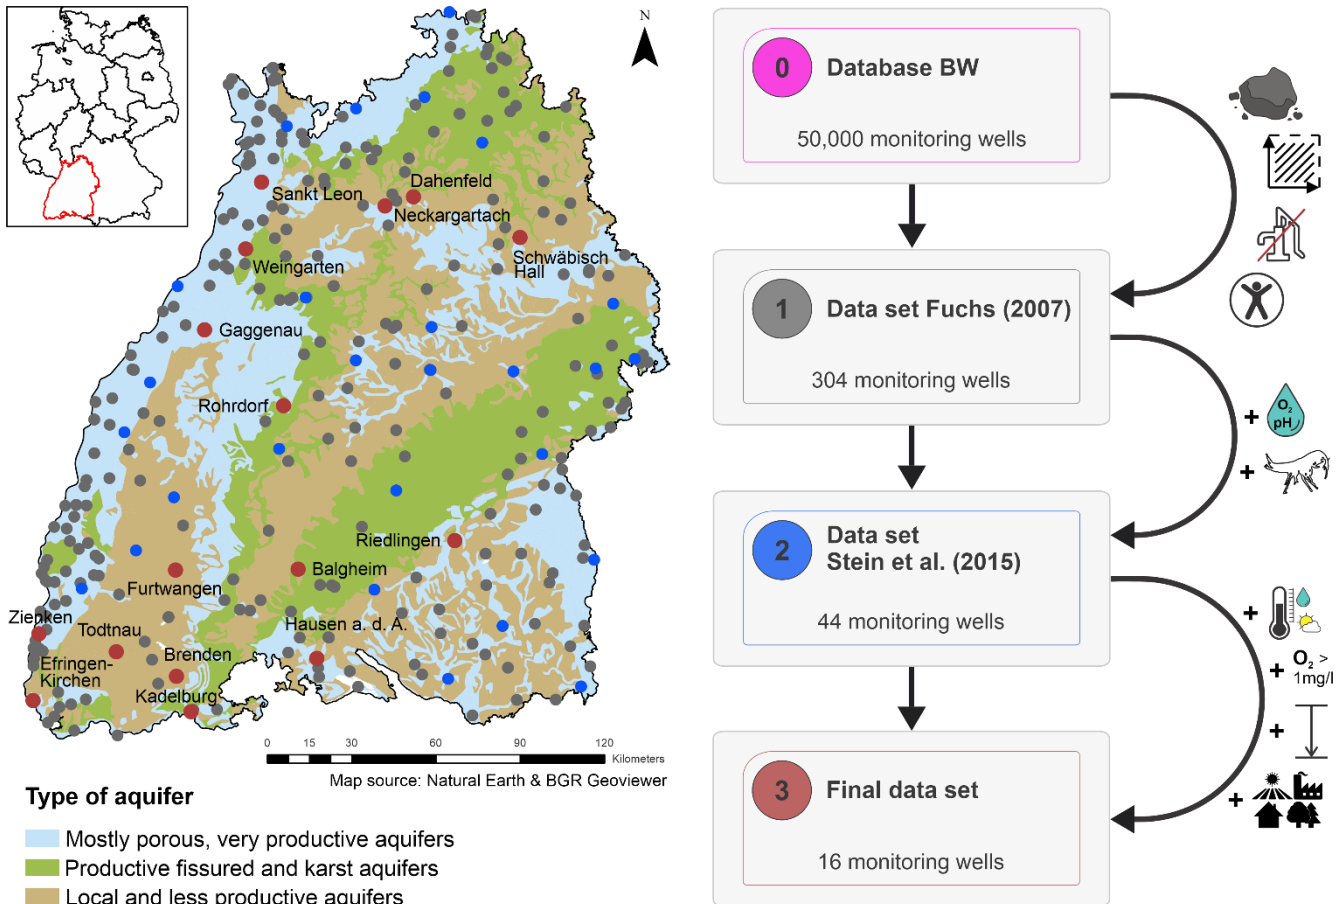 N
Sankt Leon
Dahenfeld
Neckargartach
Schwäbisch
Hall
Weingarten
Gaggenau
Rohrdorf
Riedlingen
Balgheim
Furtwangen
Hausen a. d. A.
Zienken
Todtnau
Brenden
Efringen-
Kirchen
Kadelburg
0 15 30 60 90 120
Kilometers
Map source: Natural Earth & BGR Geoviewer
Type of aquifer
Mostly porous, very productive aquifers
Productive fissured and karst aquifers
Local and less productive aquifers
0 Database BW
50,000 monitoring wells
1 Data set Fuchs (2007)
304 monitoring wells
+ O₂
pH
+
2 Data set
Stein et al. (2015)
44 monitoring wells
+
+ O₂ >
1mg/l
+
+
3 Final data set
16 monitoring wells